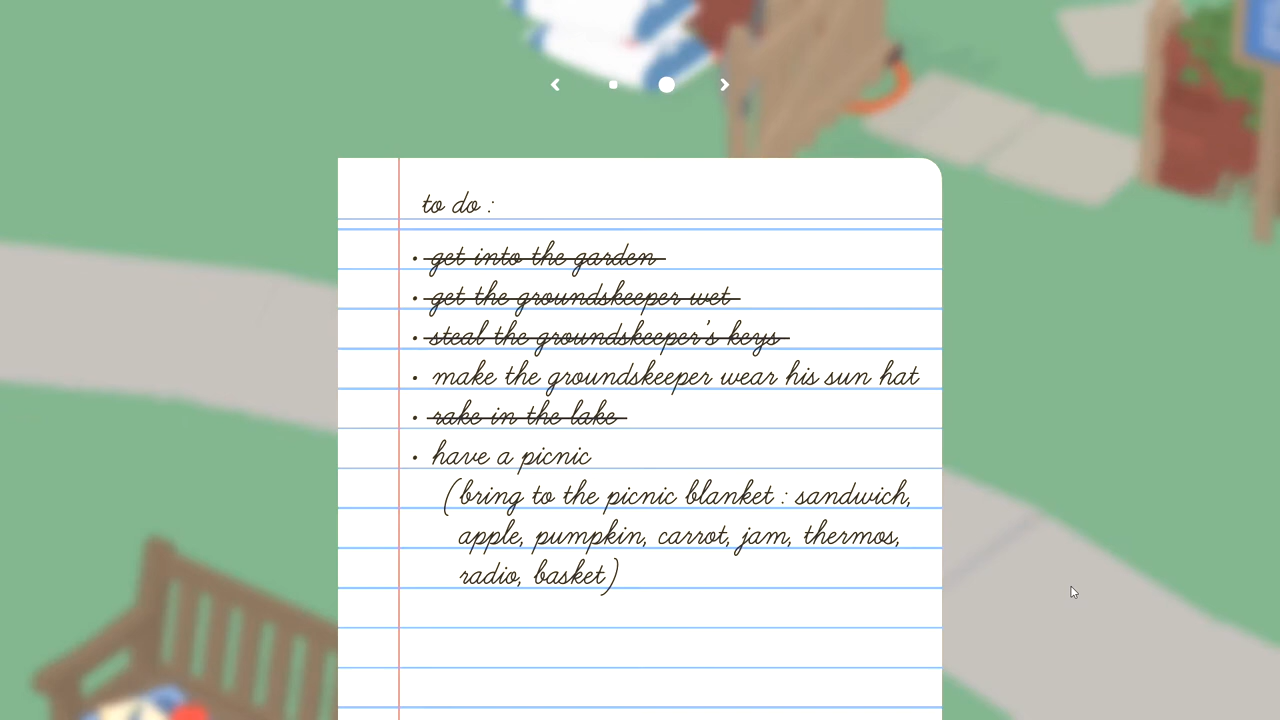 to do :
• get into the garden
• get the groundskeeper wet
• steal the groundskeeper's keys
• make the groundskeeper wear his sun hat
• rake in the lake
• have a picnic
(bring to the picnic blanket : sandwich,
apple, pumpkin, carrot, jam, thermos,
radio, basket)